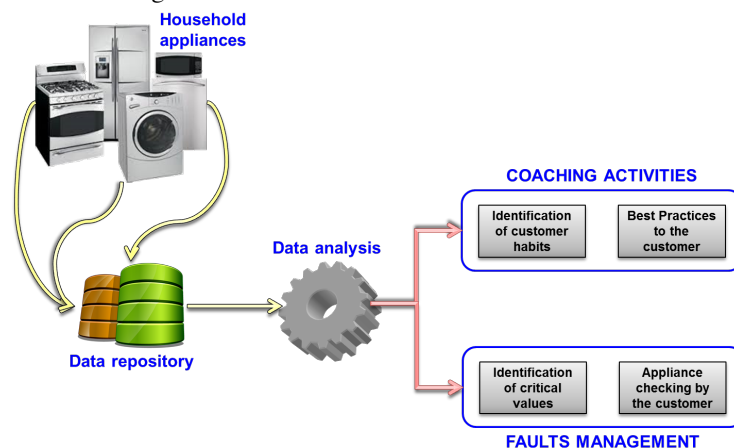 Household
appliances
COACHING ACTIVITIES
Identification
of customer
habits
Best Practices
to the
customer
Data analysis
Data repository
Identification
of critical
values
Appliance
checking by
the customer
FAULTS MANAGEMENT